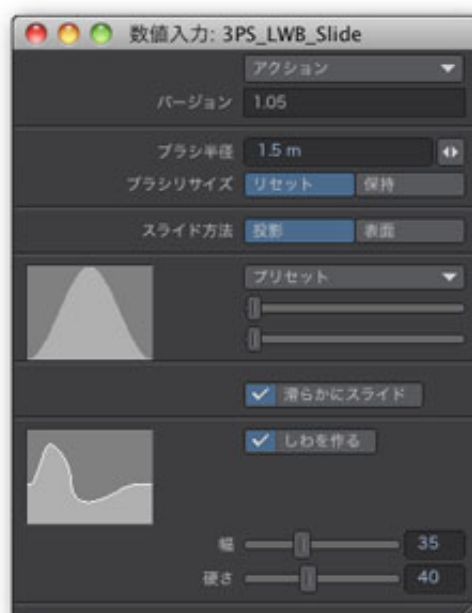 数値入力: 3PS_LWB_Slide
アクション
バージョン 1.05
ブラシ半径 1.5 m
ブラシリサイズ リセット 保持
スライド方法 投影 表面
プリセット
滑らかにスライド
しわを作る
幅 35
硬さ 40